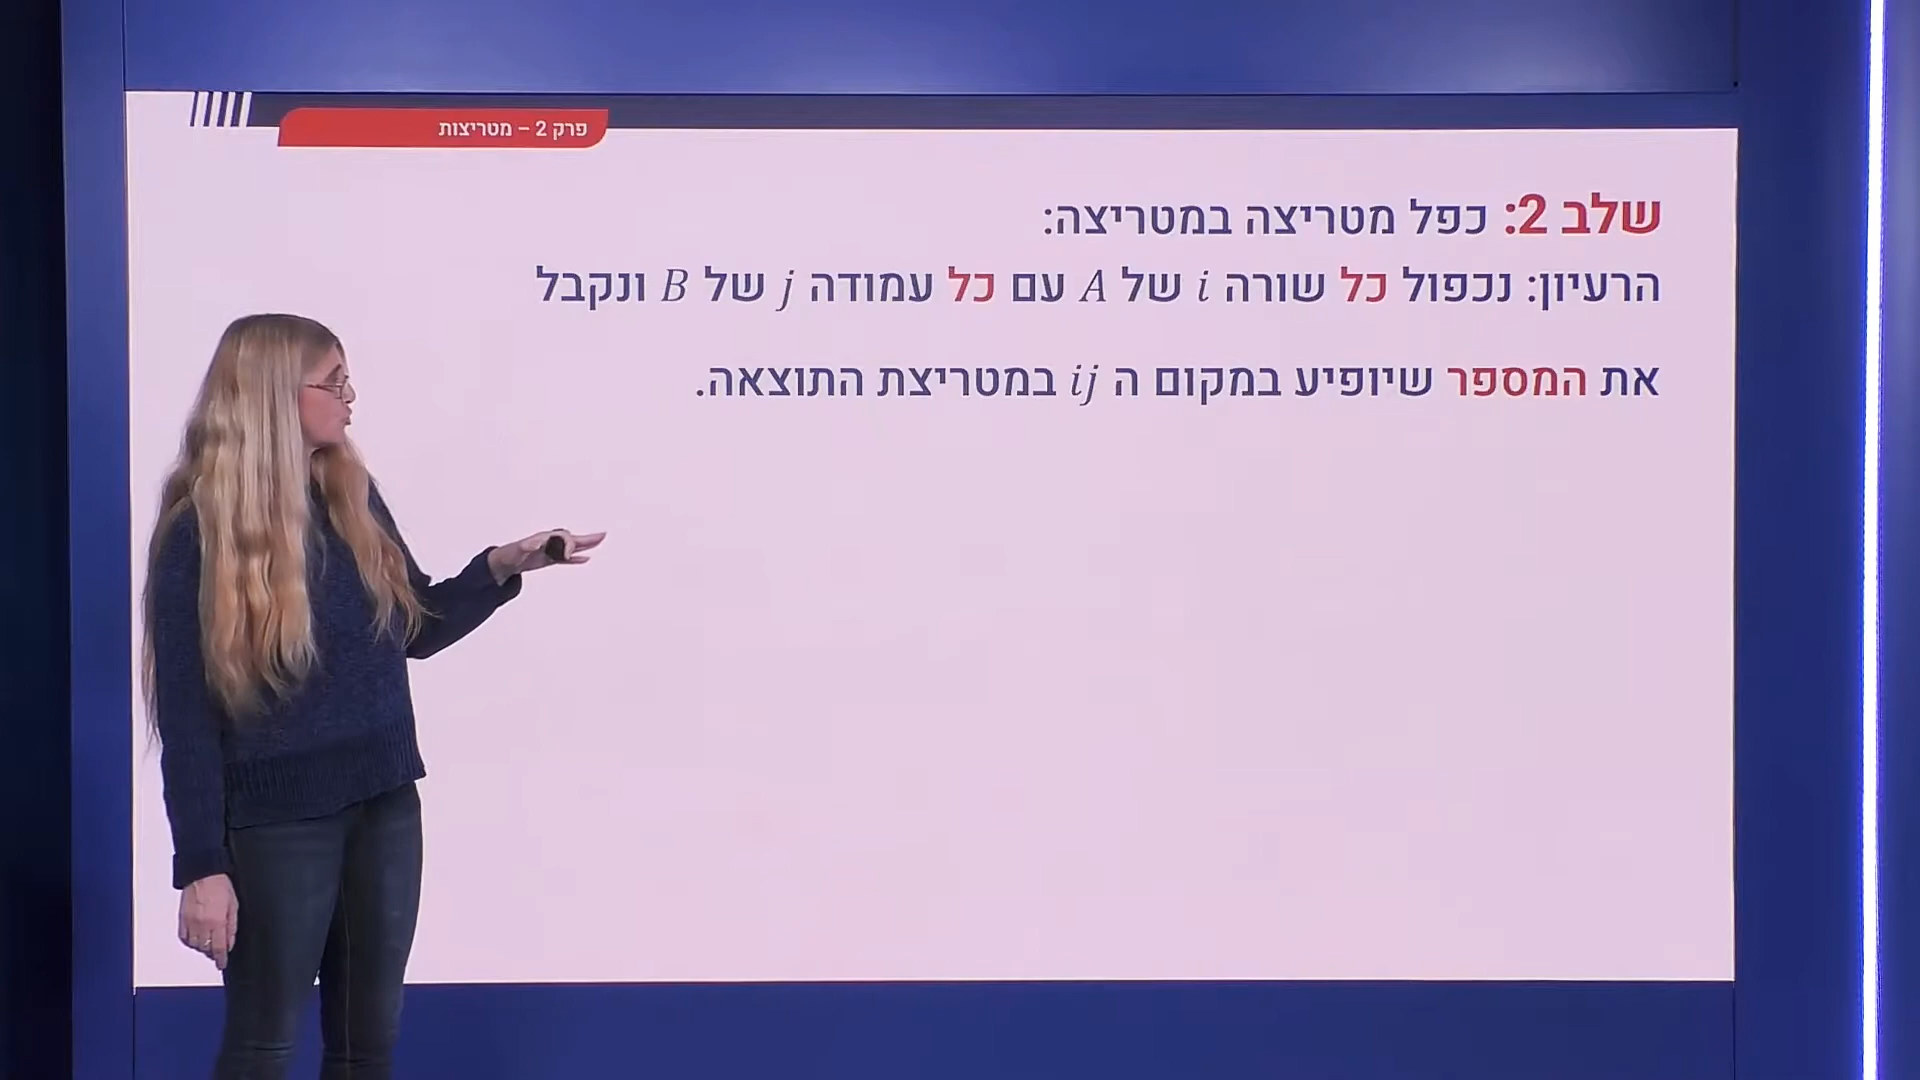 פרק 2 – מטריצות
שלב 2: כפל מטריצה במטריצה:
הרעיון: נכפול כל שורה i של A עם כל עמודה j של B ונקבל
את המספר שיופיע במקום ה ij במטריצת התוצאה.